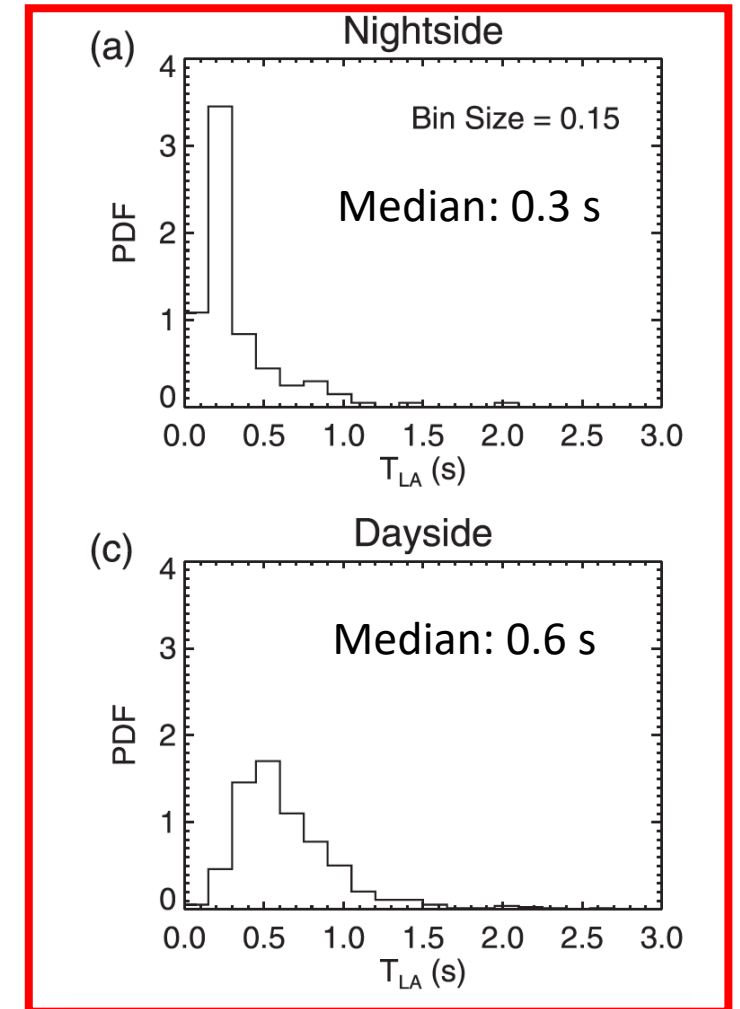 (a)
Nightside
Bin Size = 0.15
Median: 0.3 s
PDF
4
3
2
1
0
0.0 0.5 1.0 1.5 2.0 2.5 3.0
T_LA (s)
(c)
Dayside
Median: 0.6 s
PDF
4
3
2
1
0
0.0 0.5 1.0 1.5 2.0 2.5 3.0
T_LA (s)